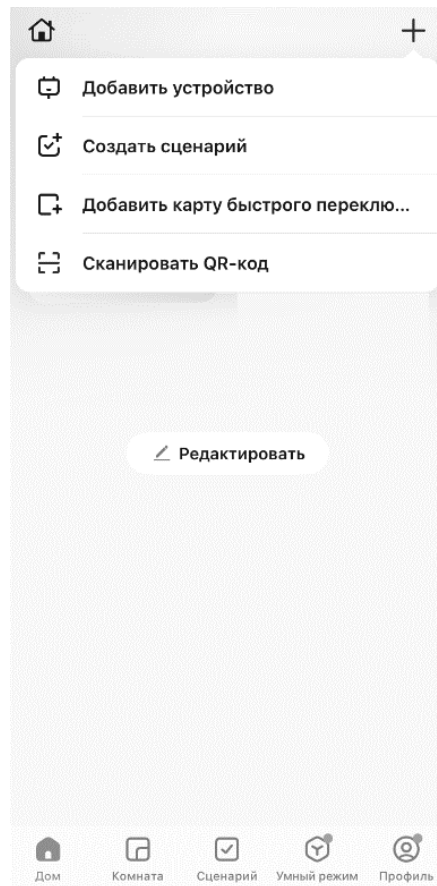 Добавить устройство
Создать сценарий
Добавить карту быстрого переклю...
Сканировать QR-код
Редактировать
Дом
Комната
Сценарий
Умный режим
Профиль